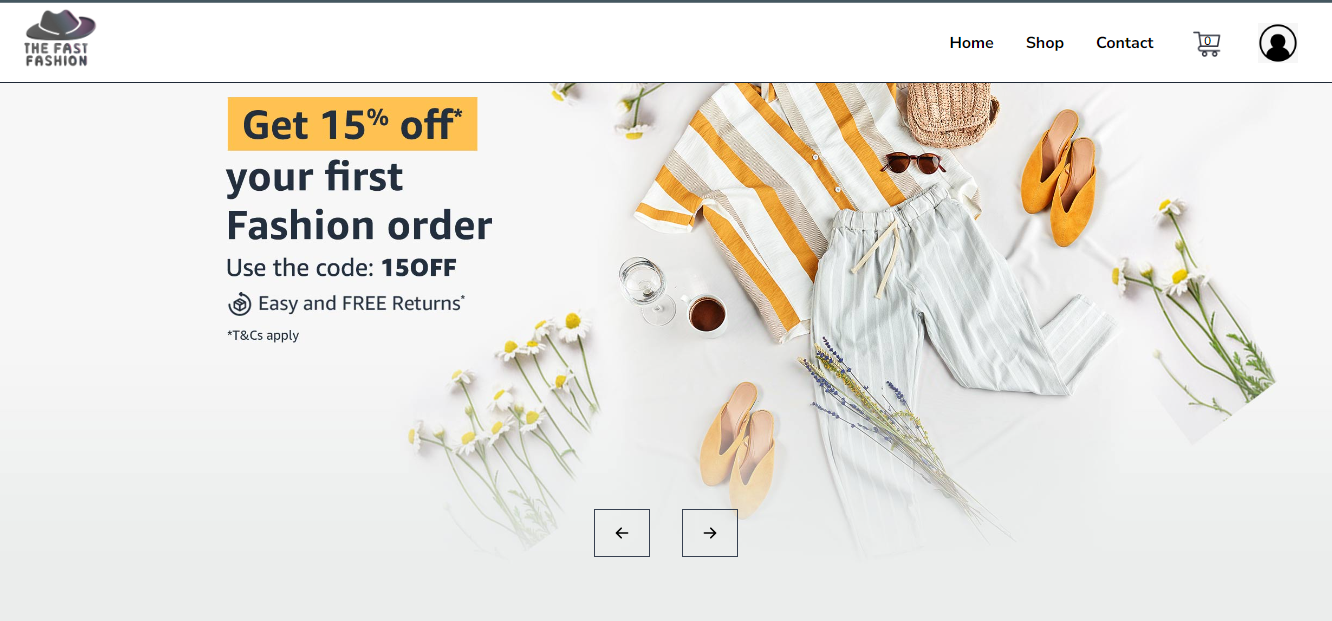 THE FAST
FASHION
Home Shop Contact 0
Get 15% off*
your first
Fashion order
Use the code: 15OFF
Easy and FREE Returns*
*T&Cs apply